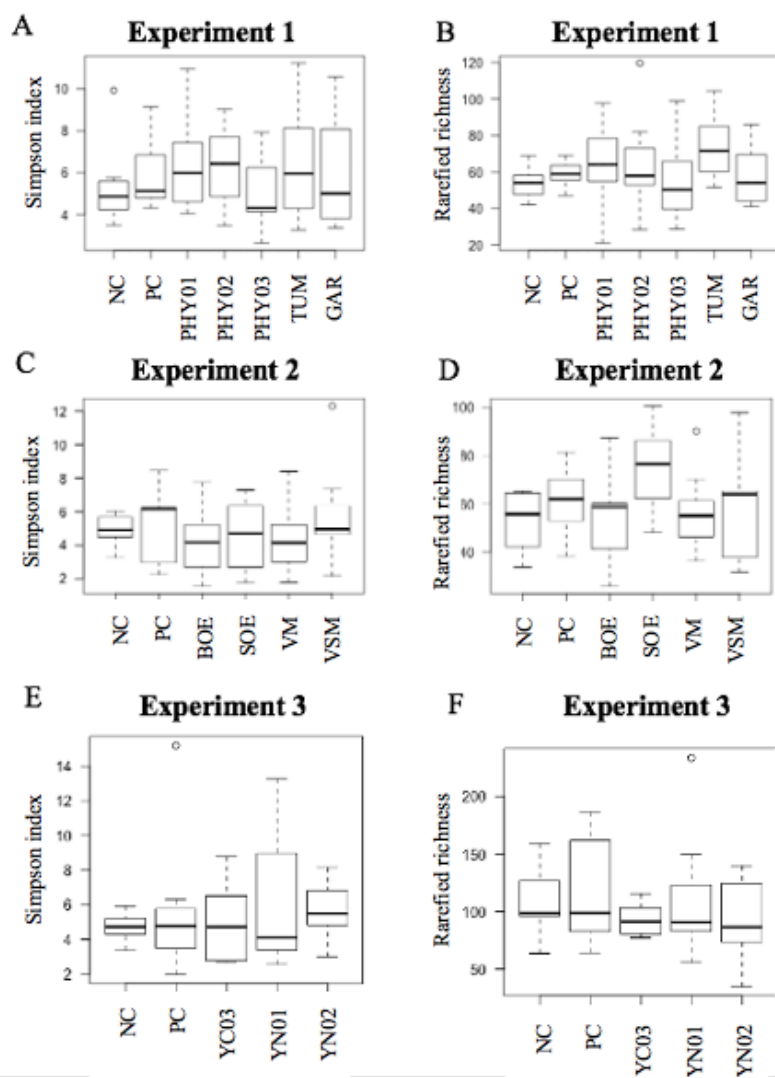 A
Experiment 1
Simpson index
10
8
6
4
NC
PC
PHY01
PHY02
PHY03
TUM
GAR
B
Experiment 1
Rarefied richness
120
100
80
60
40
20
NC
PC
PHY01
PHY02
PHY03
TUM
GAR
C
Experiment 2
Simpson index
12
10
8
6
4
2
NC
PC
BOE
SOE
VM
VSM
D
Experiment 2
Rarefied richness
100
80
60
40
NC
PC
BOE
SOE
VM
VSM
E
Experiment 3
Simpson index
14
12
10
8
6
4
2
NC
PC
YC03
YN01
YN02
F
Experiment 3
Rarefied richness
200
150
100
50
NC
PC
YC03
YN01
YN02